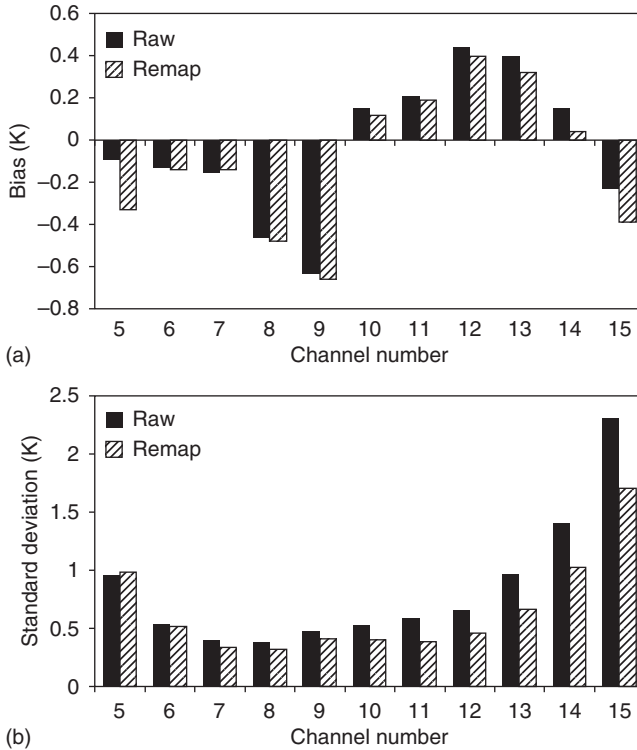 0.6
0.4
0.2
0
–0.2
–0.4
–0.6
–0.8
Bias (K)
Raw
Remap
5 6 7 8 9 10 11 12 13 14 15
Channel number
(a)
2.5
2
1.5
1
0.5
0
Standard deviation (K)
Raw
Remap
5 6 7 8 9 10 11 12 13 14 15
Channel number
(b)